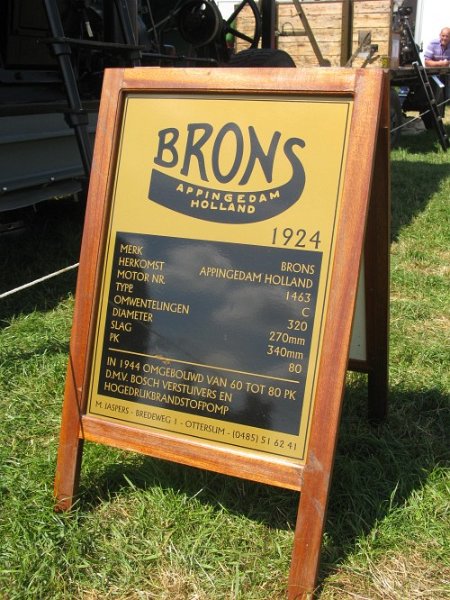 BRONS
APPINGEDAM
HOLLAND
1924
MERK BRONS
HERKOMST APPINGEDAM HOLLAND
MOTOR NR. 1463
TYPE C
OMWENTELINGEN 320
DIAMETER 270mm
SLAG 340mm
PK 80
IN 1944 OMGEBOUWD VAN 60 TOT 80 PK
D.M.V. BOSCH VERSTUIVERS EN
HOGEDRIJKBRANDSTOFPOMP
M. JASPERS - BREDEWEG 1 - OTTERSUM - (0485) 51 62 41